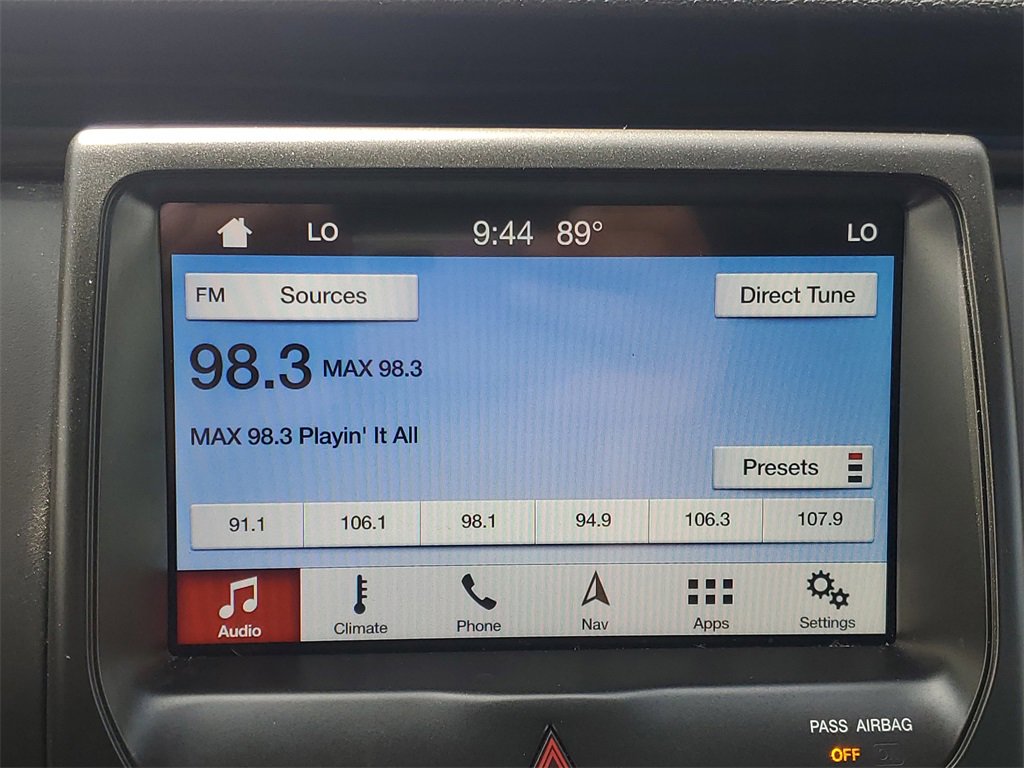 LO 9:44 89° LO
FM Sources Direct Tune
98.3 MAX 98.3
MAX 98.3 Playin' It All
Presets
91.1 106.1 98.1 94.9 106.3 107.9
Audio Climate Phone Nav Apps Settings
PASS AIRBAG
OFF